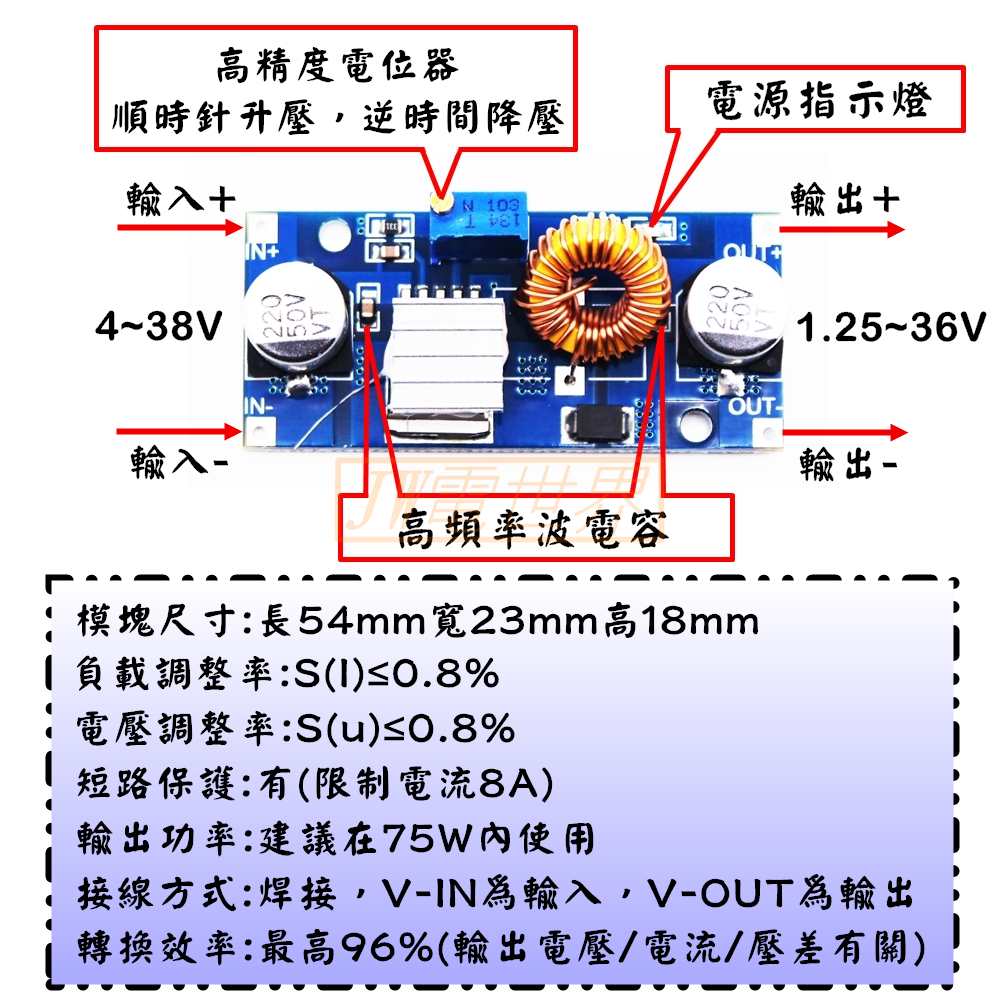 高精度電位器
順時針升壓，逆時間降壓
電源指示燈
輸入+
輸出+
134 T
E01 N
IN+
OUT+
220
50V
VT
220
50V
VT
4~38V
1.25~36V
IN-
OUT-
輸入-
輸出-
JW電世界
高頻率波電容
模塊尺寸:長54mm寬23mm高18mm
負載調整率:S(I)≤0.8%
電壓調整率:S(u)≤0.8%
短路保護:有(限制電流8A)
輸出功率:建議在75W內使用
接線方式:焊接，V-IN為輸入，V-OUT為輸出
轉換效率:最高96%(輸出電壓/電流/壓差有關)